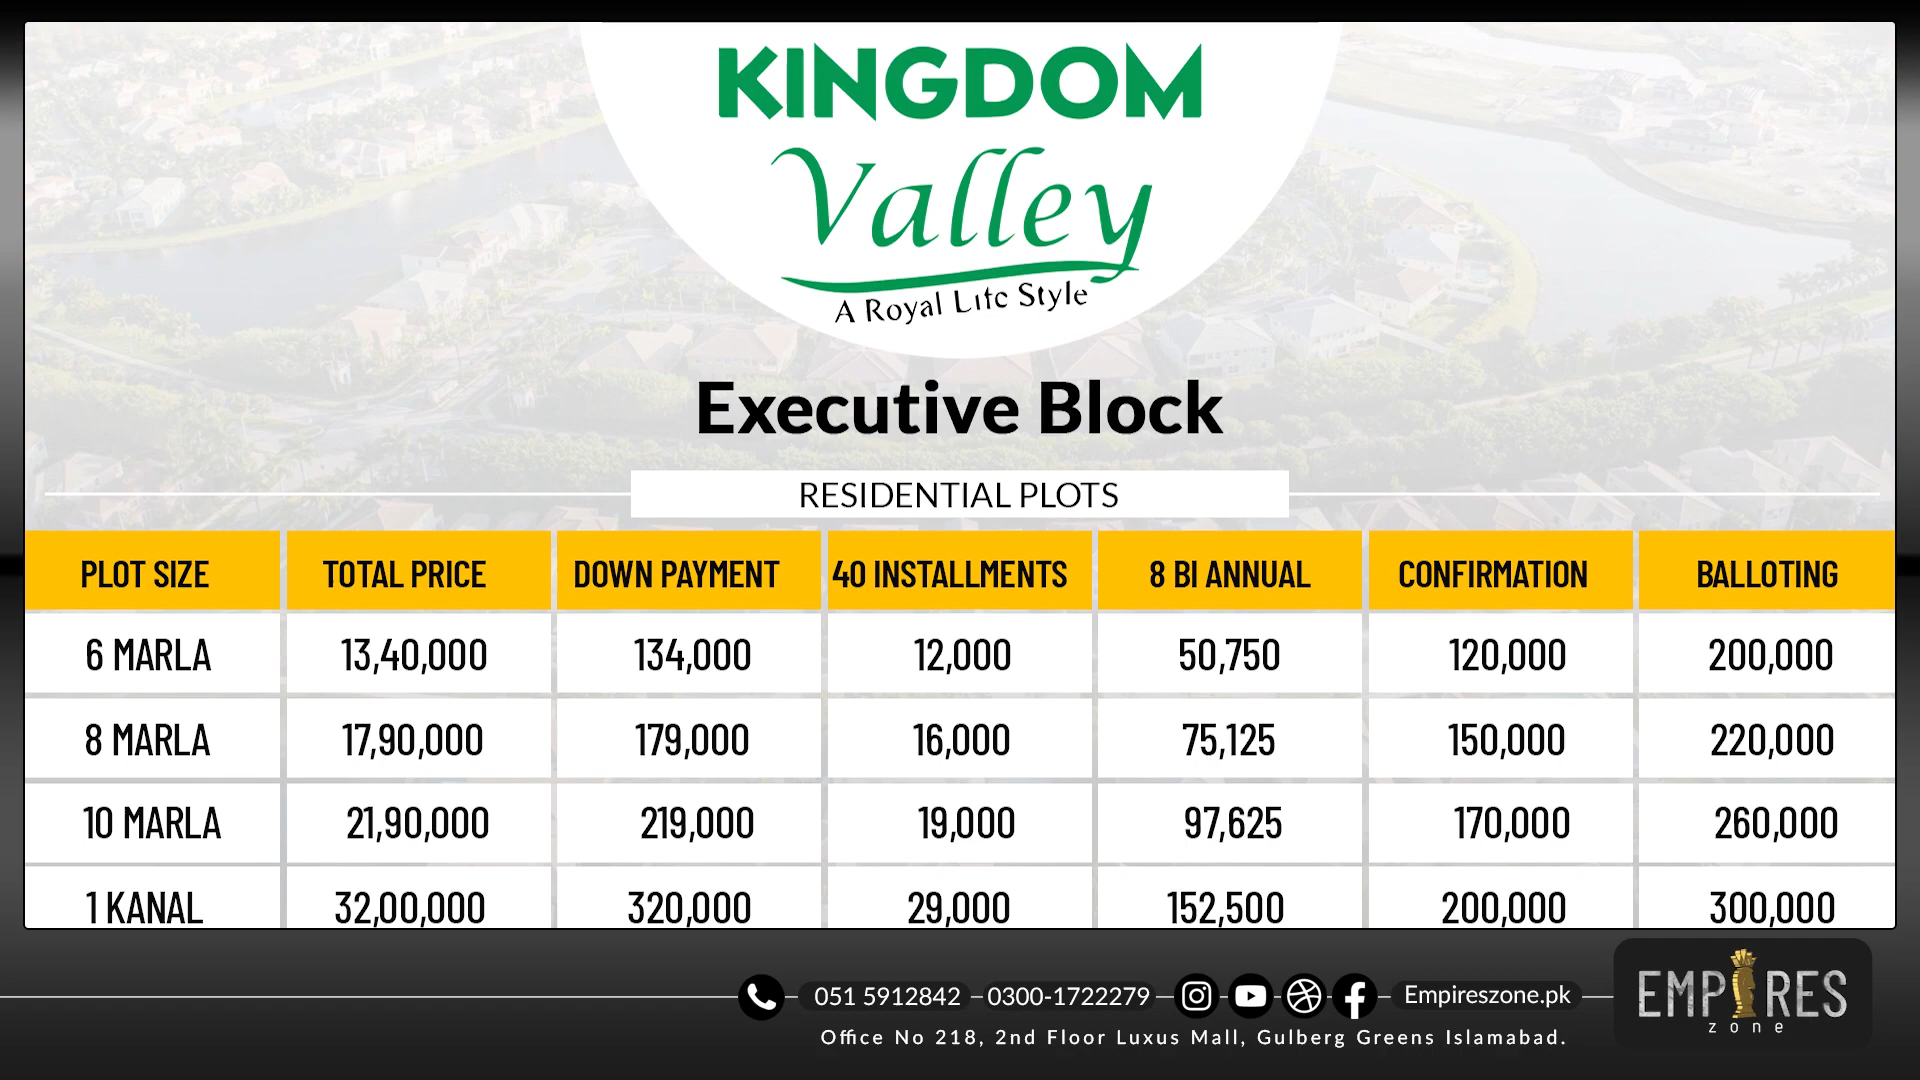 KINGDOM
Valley
A Royal Life Style
Executive Block
RESIDENTIAL PLOTS
PLOT SIZE TOTAL PRICE DOWN PAYMENT 40 INSTALLMENTS 8 BI ANNUAL CONFIRMATION BALLOTING
6 MARLA 13,40,000 134,000 12,000 50,750 120,000 200,000
8 MARLA 17,90,000 179,000 16,000 75,125 150,000 220,000
10 MARLA 21,90,000 219,000 19,000 97,625 170,000 260,000
1 KANAL 32,00,000 320,000 29,000 152,500 200,000 300,000
051 5912842 0300-1722279 Empireszone.pk
Office No 218, 2nd Floor Luxus Mall, Gulberg Greens Islamabad.
EMPIRES
zone